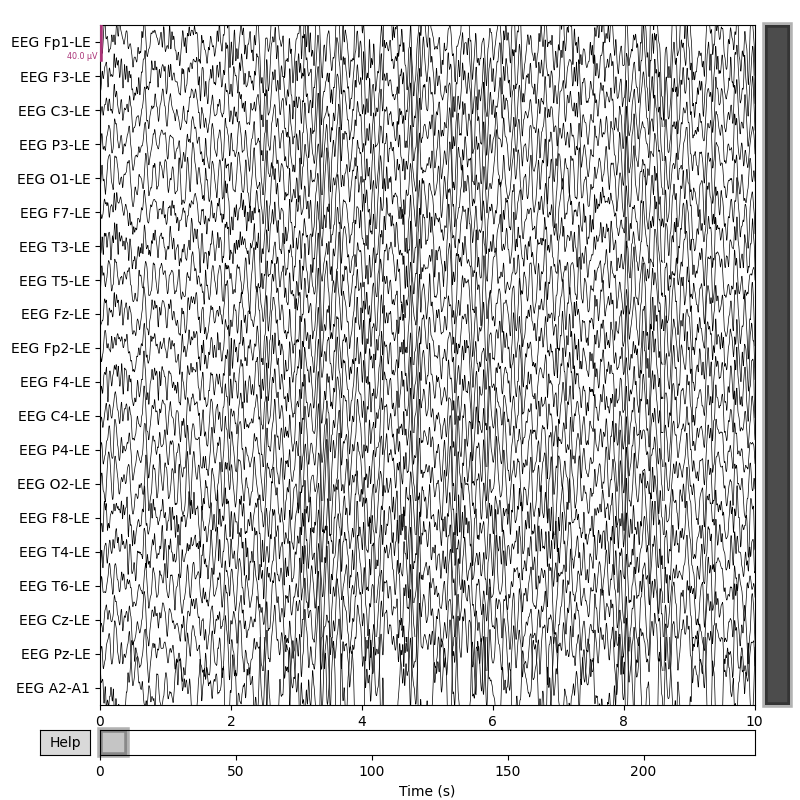 EEG Fp1-LE
40.0 µV
EEG F3-LE
EEG C3-LE
EEG P3-LE
EEG O1-LE
EEG F7-LE
EEG T3-LE
EEG T5-LE
EEG Fz-LE
EEG Fp2-LE
EEG F4-LE
EEG C4-LE
EEG P4-LE
EEG O2-LE
EEG F8-LE
EEG T4-LE
EEG T6-LE
EEG Cz-LE
EEG Pz-LE
EEG A2-A1
0 2 4 6 8 10
Help
0 50 100 150 200
Time (s)